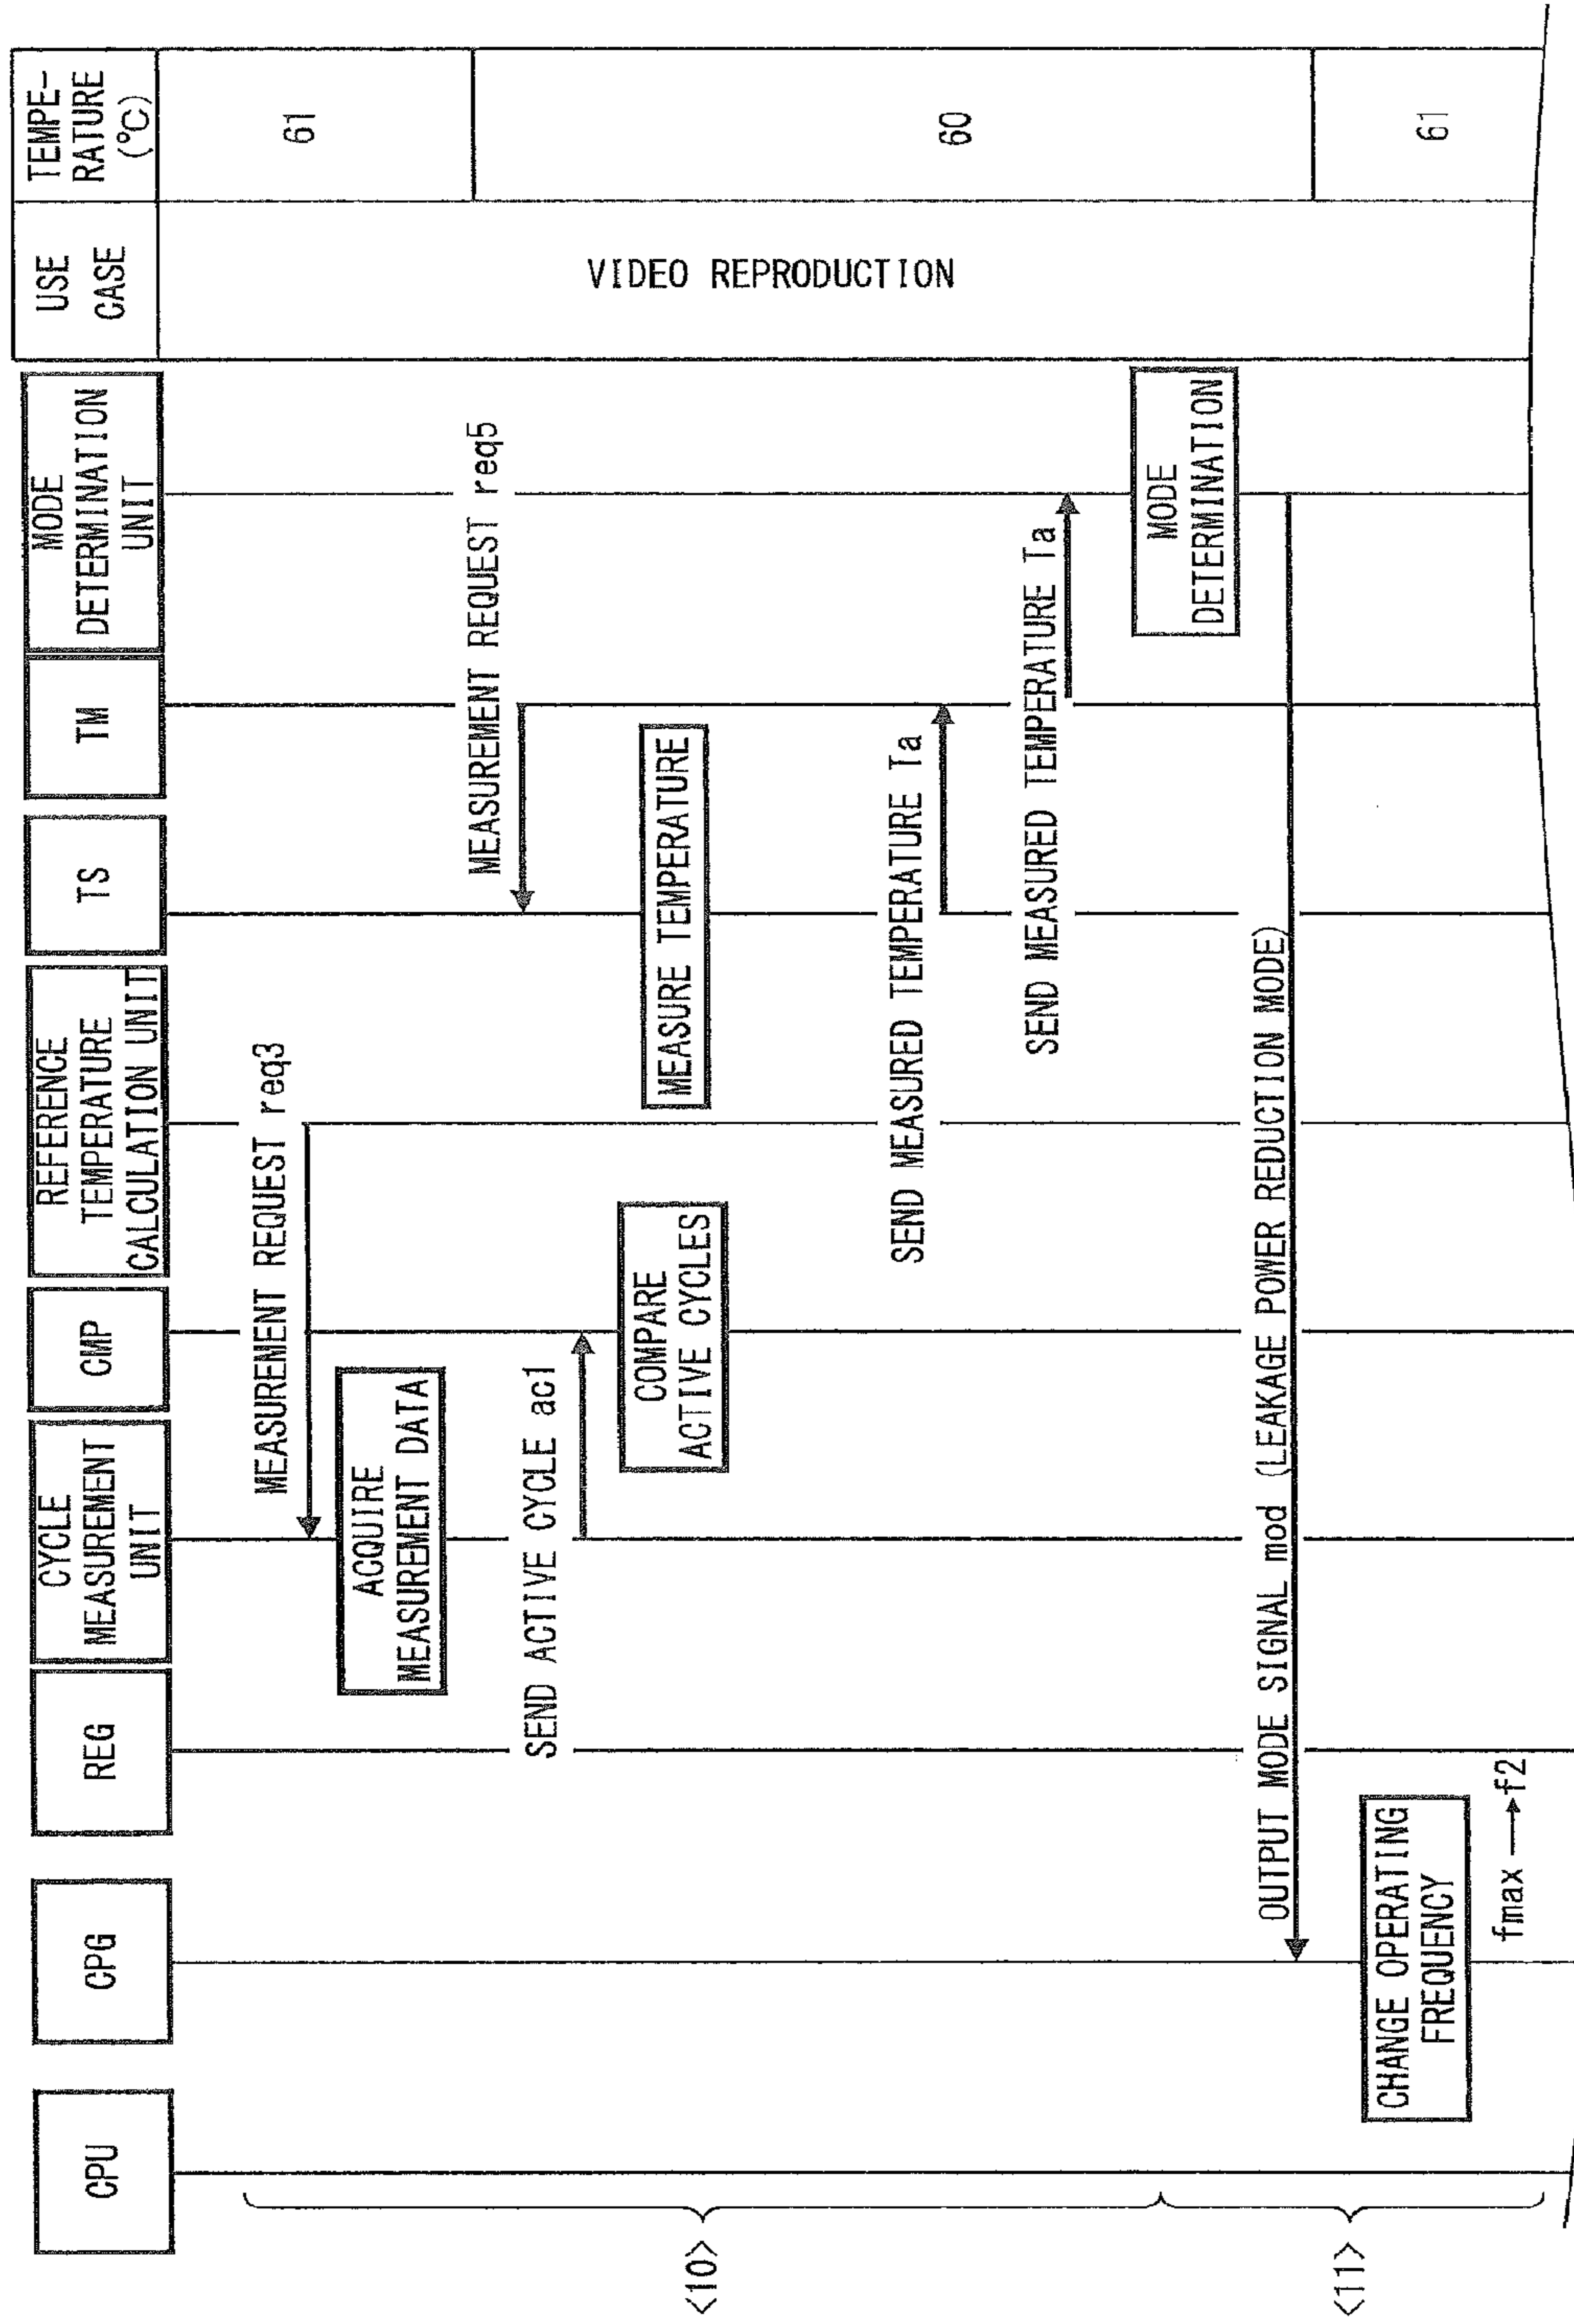 CPU
CPG
REG
CYCLE
MEASUREMENT
UNIT
CMP
REFERENCE
TEMPERATURE
CALCULATION UNIT
TS
TM
MODE
DETERMINATION
UNIT
USE
CASE
TEMPE-
RATURE
(°C)
<10>
MEASUREMENT REQUEST req3
61
ACQUIRE
MEASUREMENT DATA
MEASUREMENT REQUEST req5
SEND ACTIVE CYCLE ac1
VIDEO REPRODUCTION
COMPARE
ACTIVE CYCLES
MEASURE TEMPERATURE
SEND MEASURED TEMPERATURE Ta
60
SEND MEASURED TEMPERATURE Ta
MODE
DETERMINATION
<11>
OUTPUT MODE SIGNAL mod (LEAKAGE POWER REDUCTION MODE)
CHANGE OPERATING
FREQUENCY
61
fmax → f2